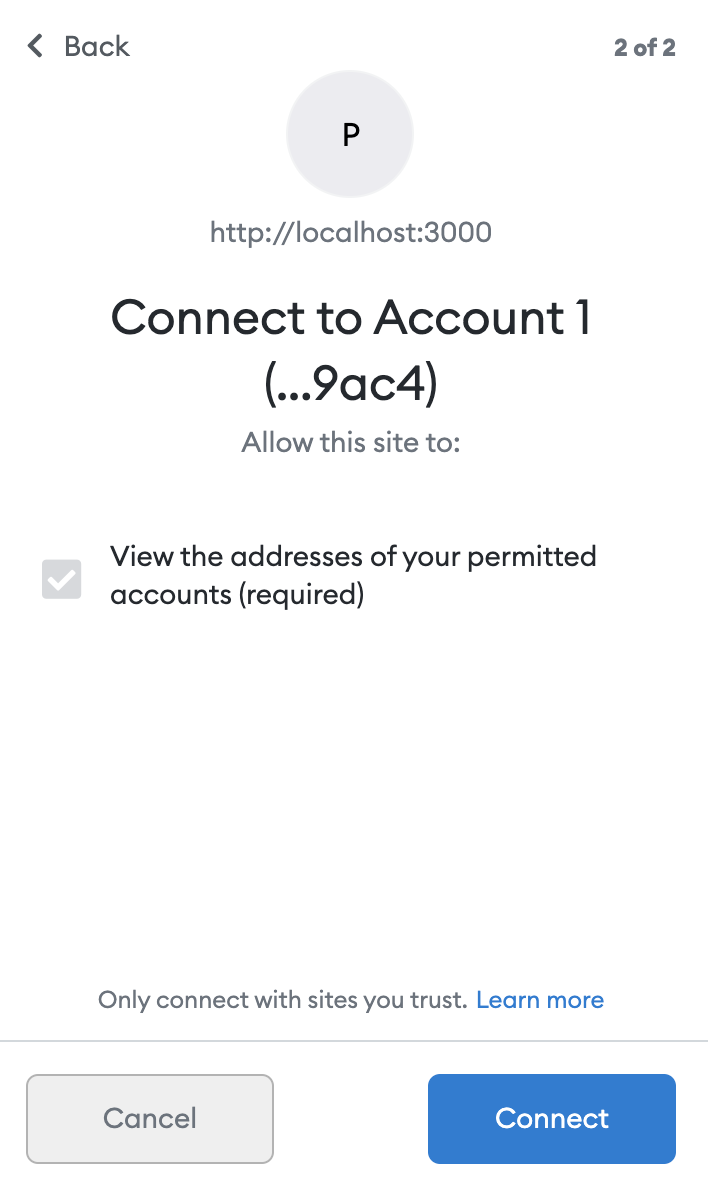 Back
2 of 2
P
http://localhost:3000
Connect to Account 1
(...9ac4)
Allow this site to:
View the addresses of your permitted
accounts (required)
Only connect with sites you trust. Learn more
Cancel
Connect